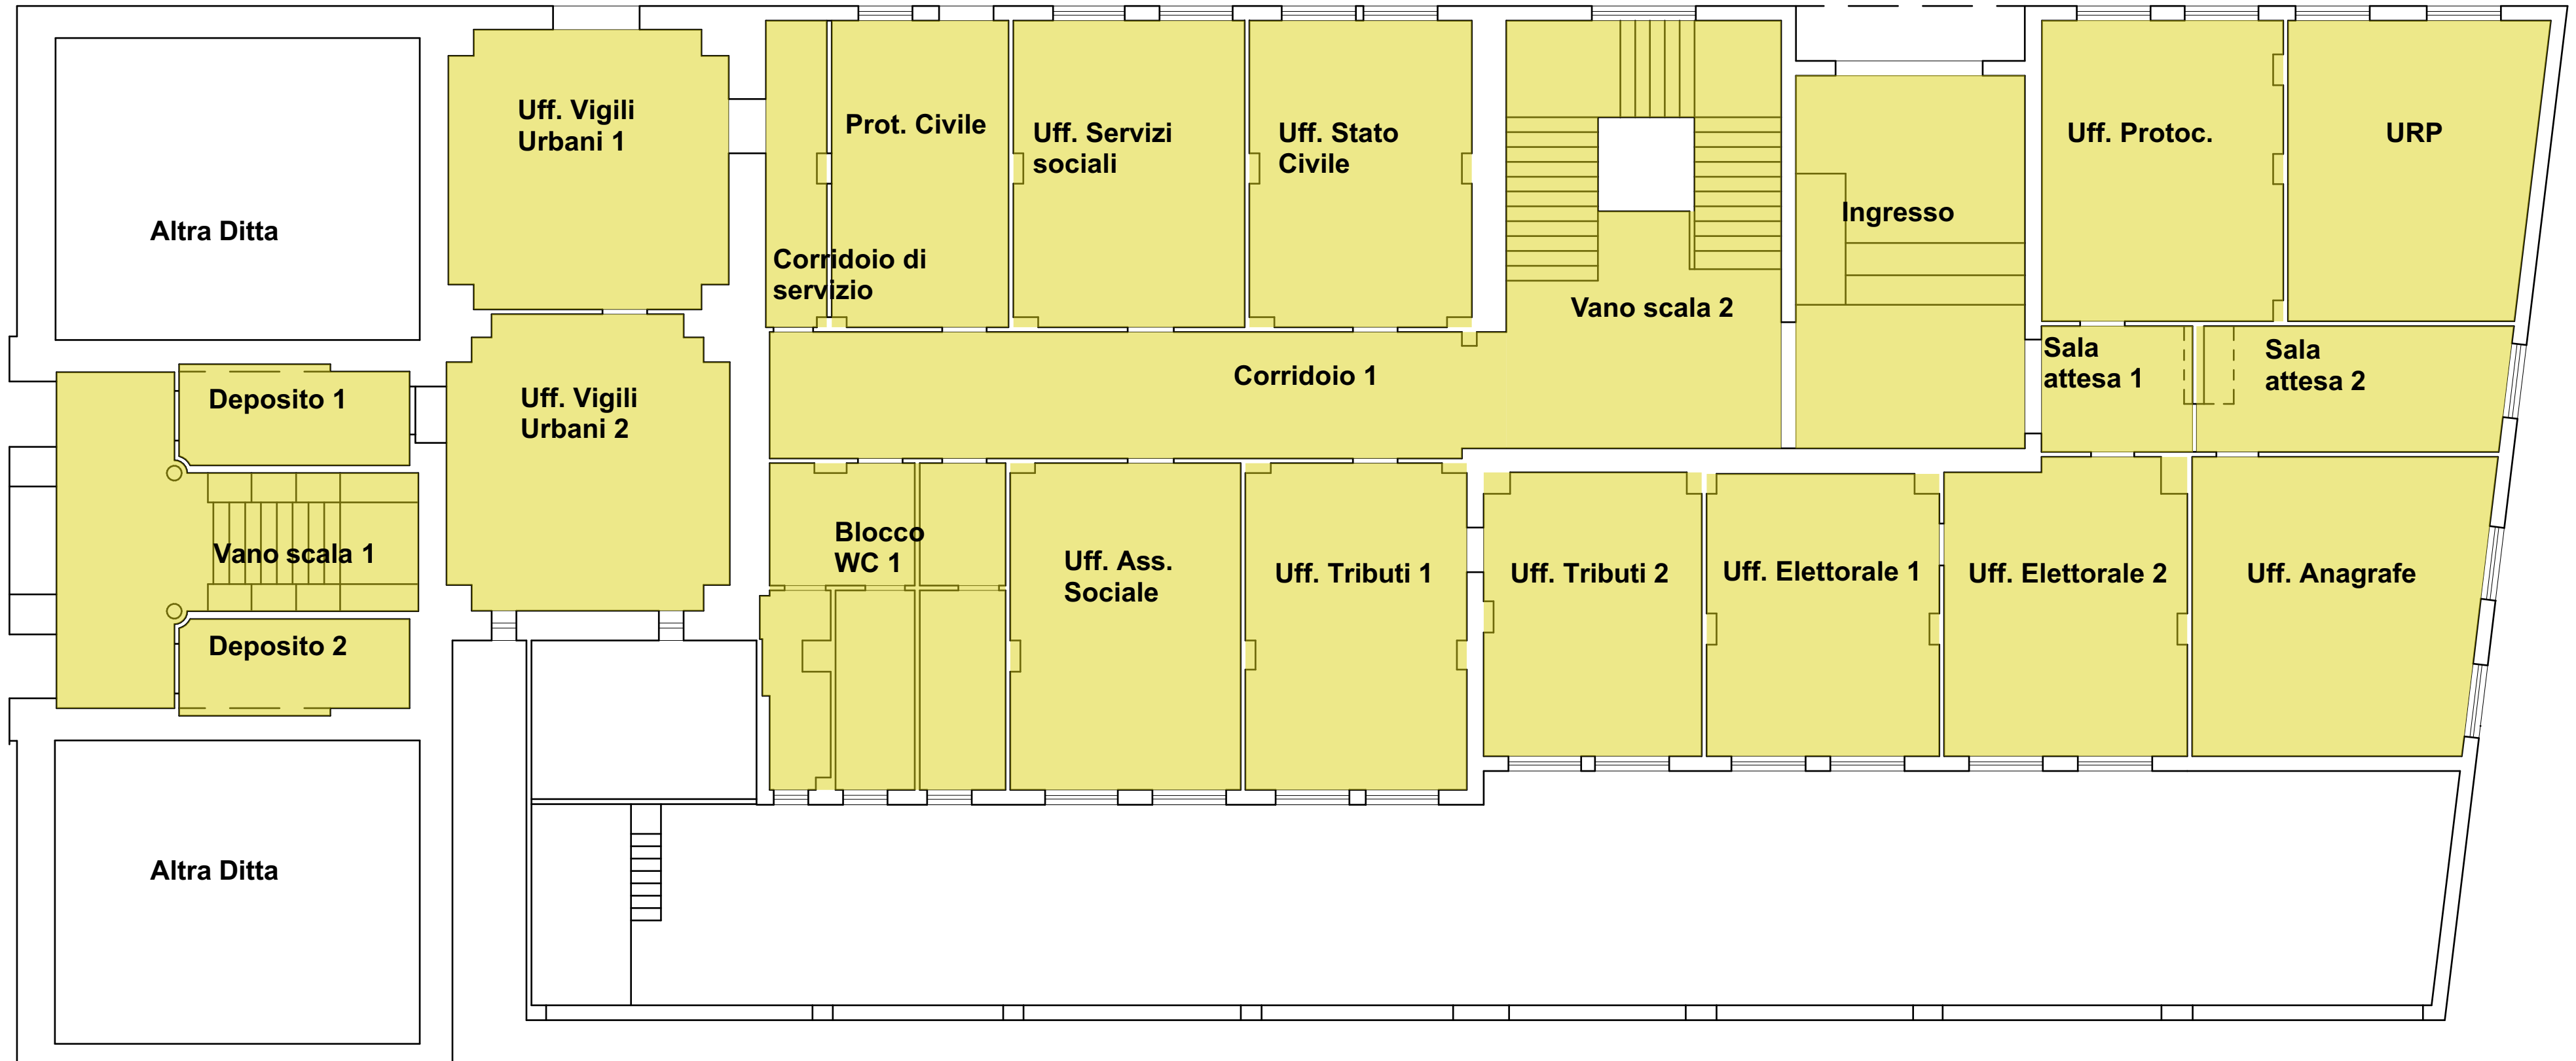 Uff. Vigili
Urbani 1
Prot. Civile
Uff. Servizi
sociali
Uff. Stato
Civile
Uff. Protoc.
URP
Altra Ditta
Ingresso
Corridoio di
servizio
Vano scala 2
Corridoio 1
Sala
attesa 1
Sala
attesa 2
Deposito 1
Uff. Vigili
Urbani 2
Vano scala 1
Blocco
WC 1
Uff. Ass.
Sociale
Uff. Tributi 1
Uff. Tributi 2
Uff. Elettorale 1
Uff. Elettorale 2
Uff. Anagrafe
Deposito 2
Altra Ditta